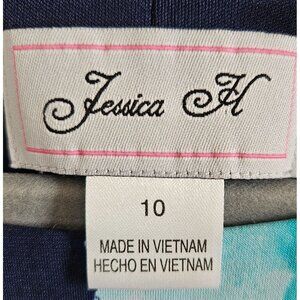 Jessica H
10
MADE IN VIETNAM
HECHO EN VIETNAM